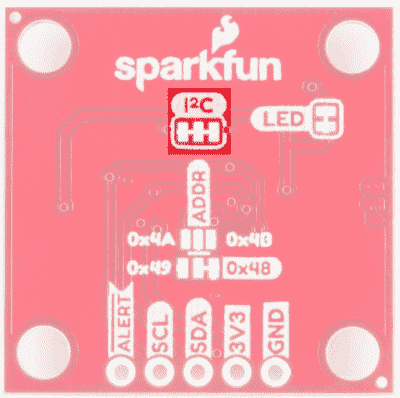 sparkfun
I²C
LED
ADDR
0x4A 0x4B
0x49 0x48
ALERT
SCL
SDA
3V3
GND